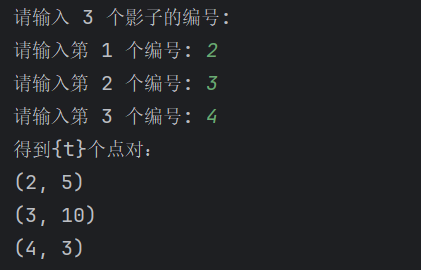 请输入 3 个影子的编号:
请输入第 1 个编号: 2
请输入第 2 个编号: 3
请输入第 3 个编号: 4
得到{t}个点对:
(2, 5)
(3, 10)
(4, 3)